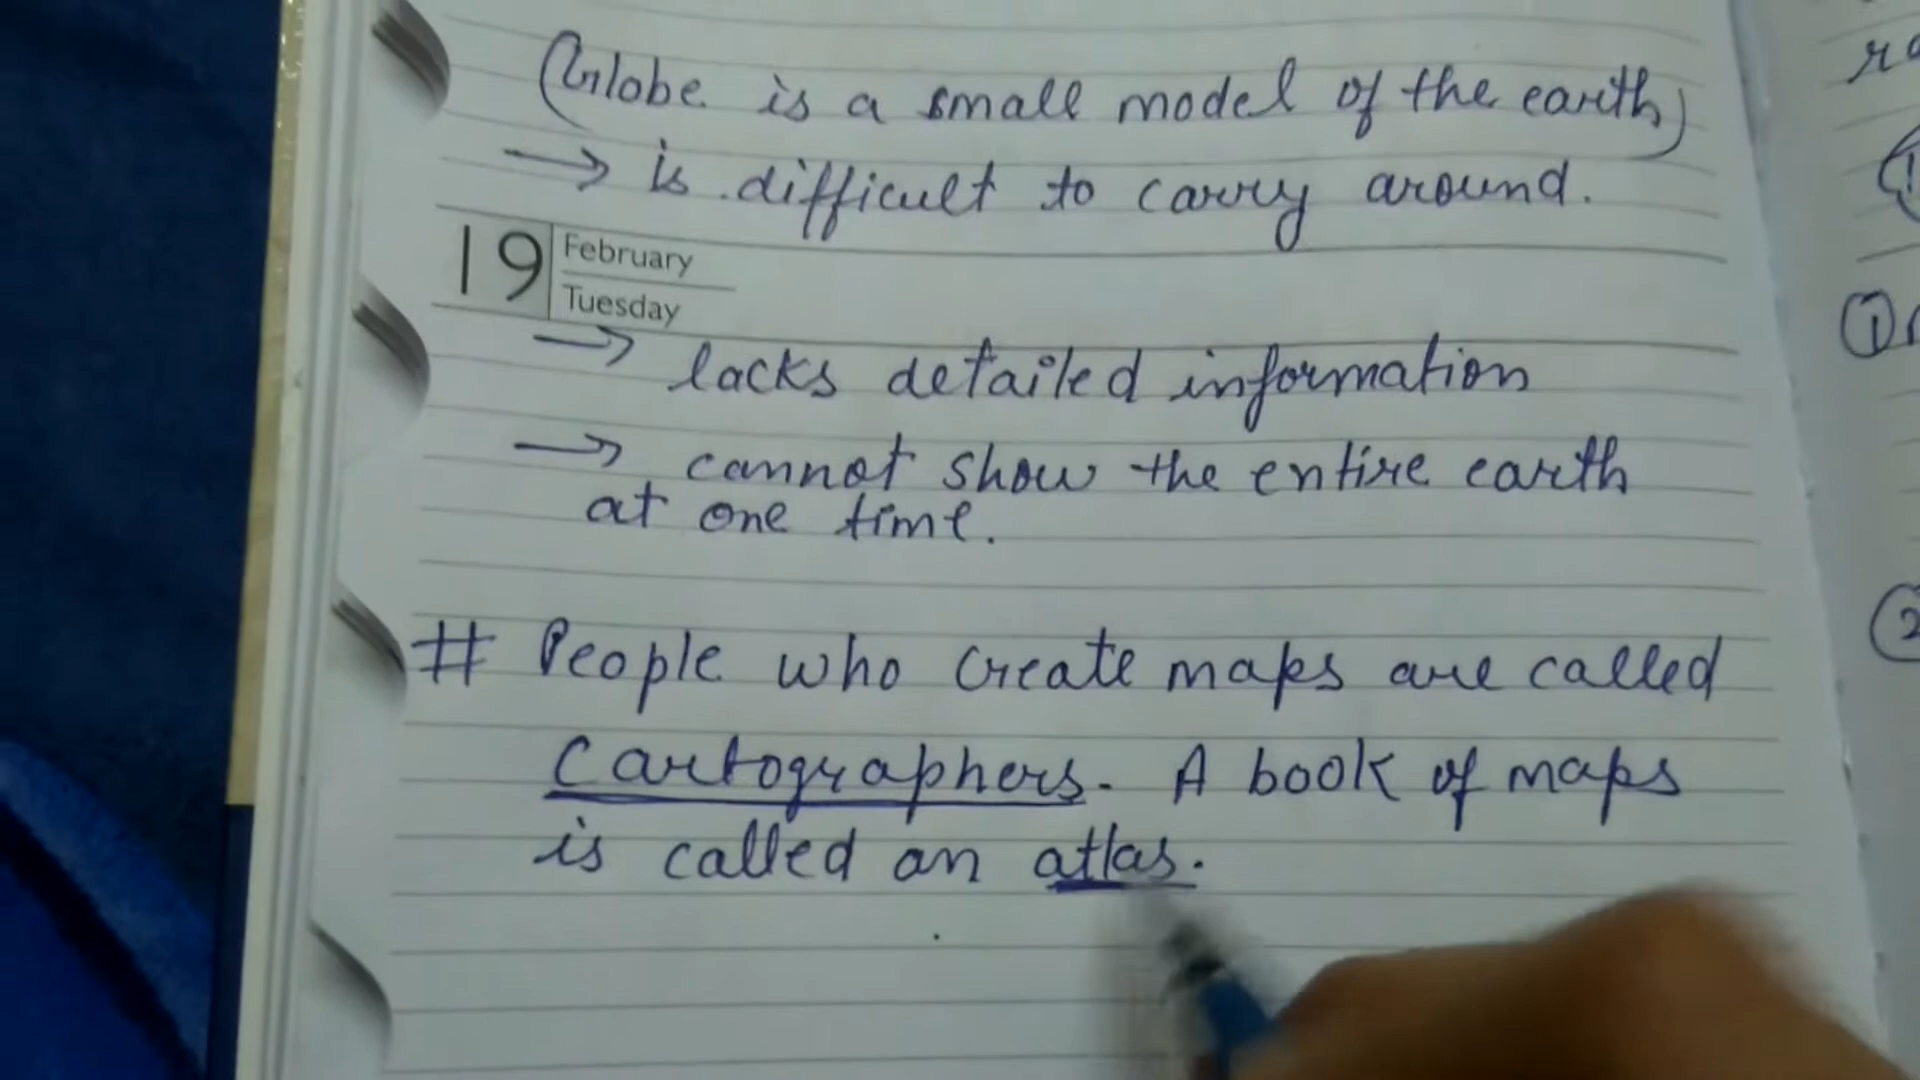 (Globe is a small model of the earth)
→ is difficult to carry around.
19 February
Tuesday
→ lacks detailed information
→ cannot show the entire earth
at one time.
# People who create maps are called
Cartographers. A book of maps
is called an atlas.
①
②